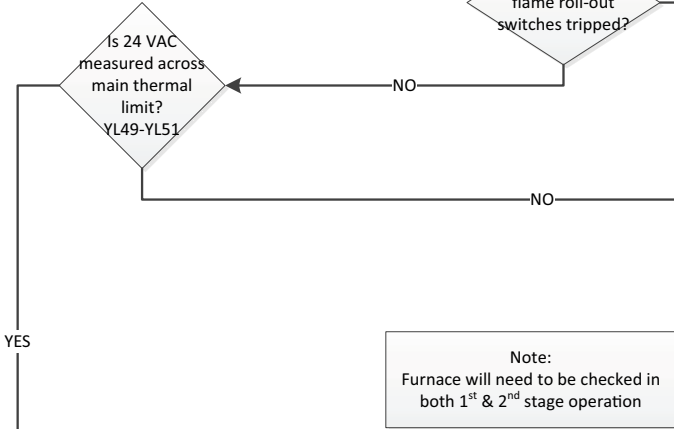 flame roll-out
switches tripped?
Is 24 VAC
measured across
main thermal
limit?
YL49-YL51
NO
NO
YES
Note:
Furnace will need to be checked in
both 1st & 2nd stage operation